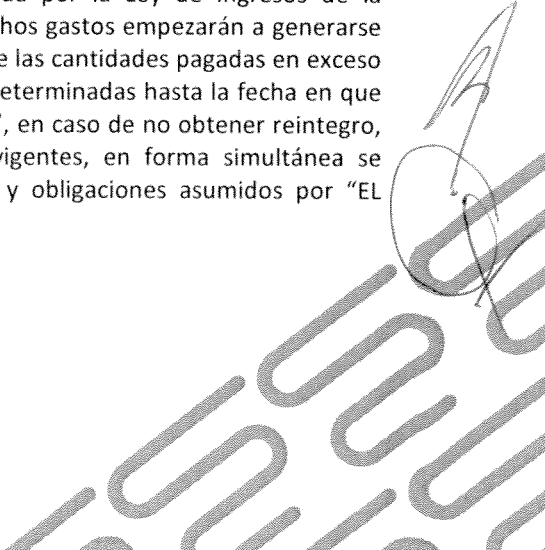 por la Ley de Ingresos de la
hos gastos empezarán a generarse
e las cantidades pagadas en exceso
eterminadas hasta la fecha en que
”, en caso de no obtener reintegro,
vigentes, en forma simultánea se
y obligaciones asumidos por “EL